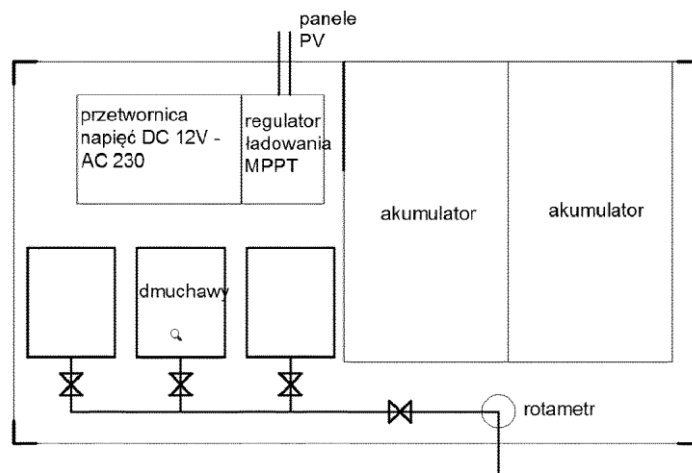 panele
PV
przetwornica
napięć DC 12V -
AC 230
regulator
ładowania
MPPT
akumulator
akumulator
dmuchawy
rotametr